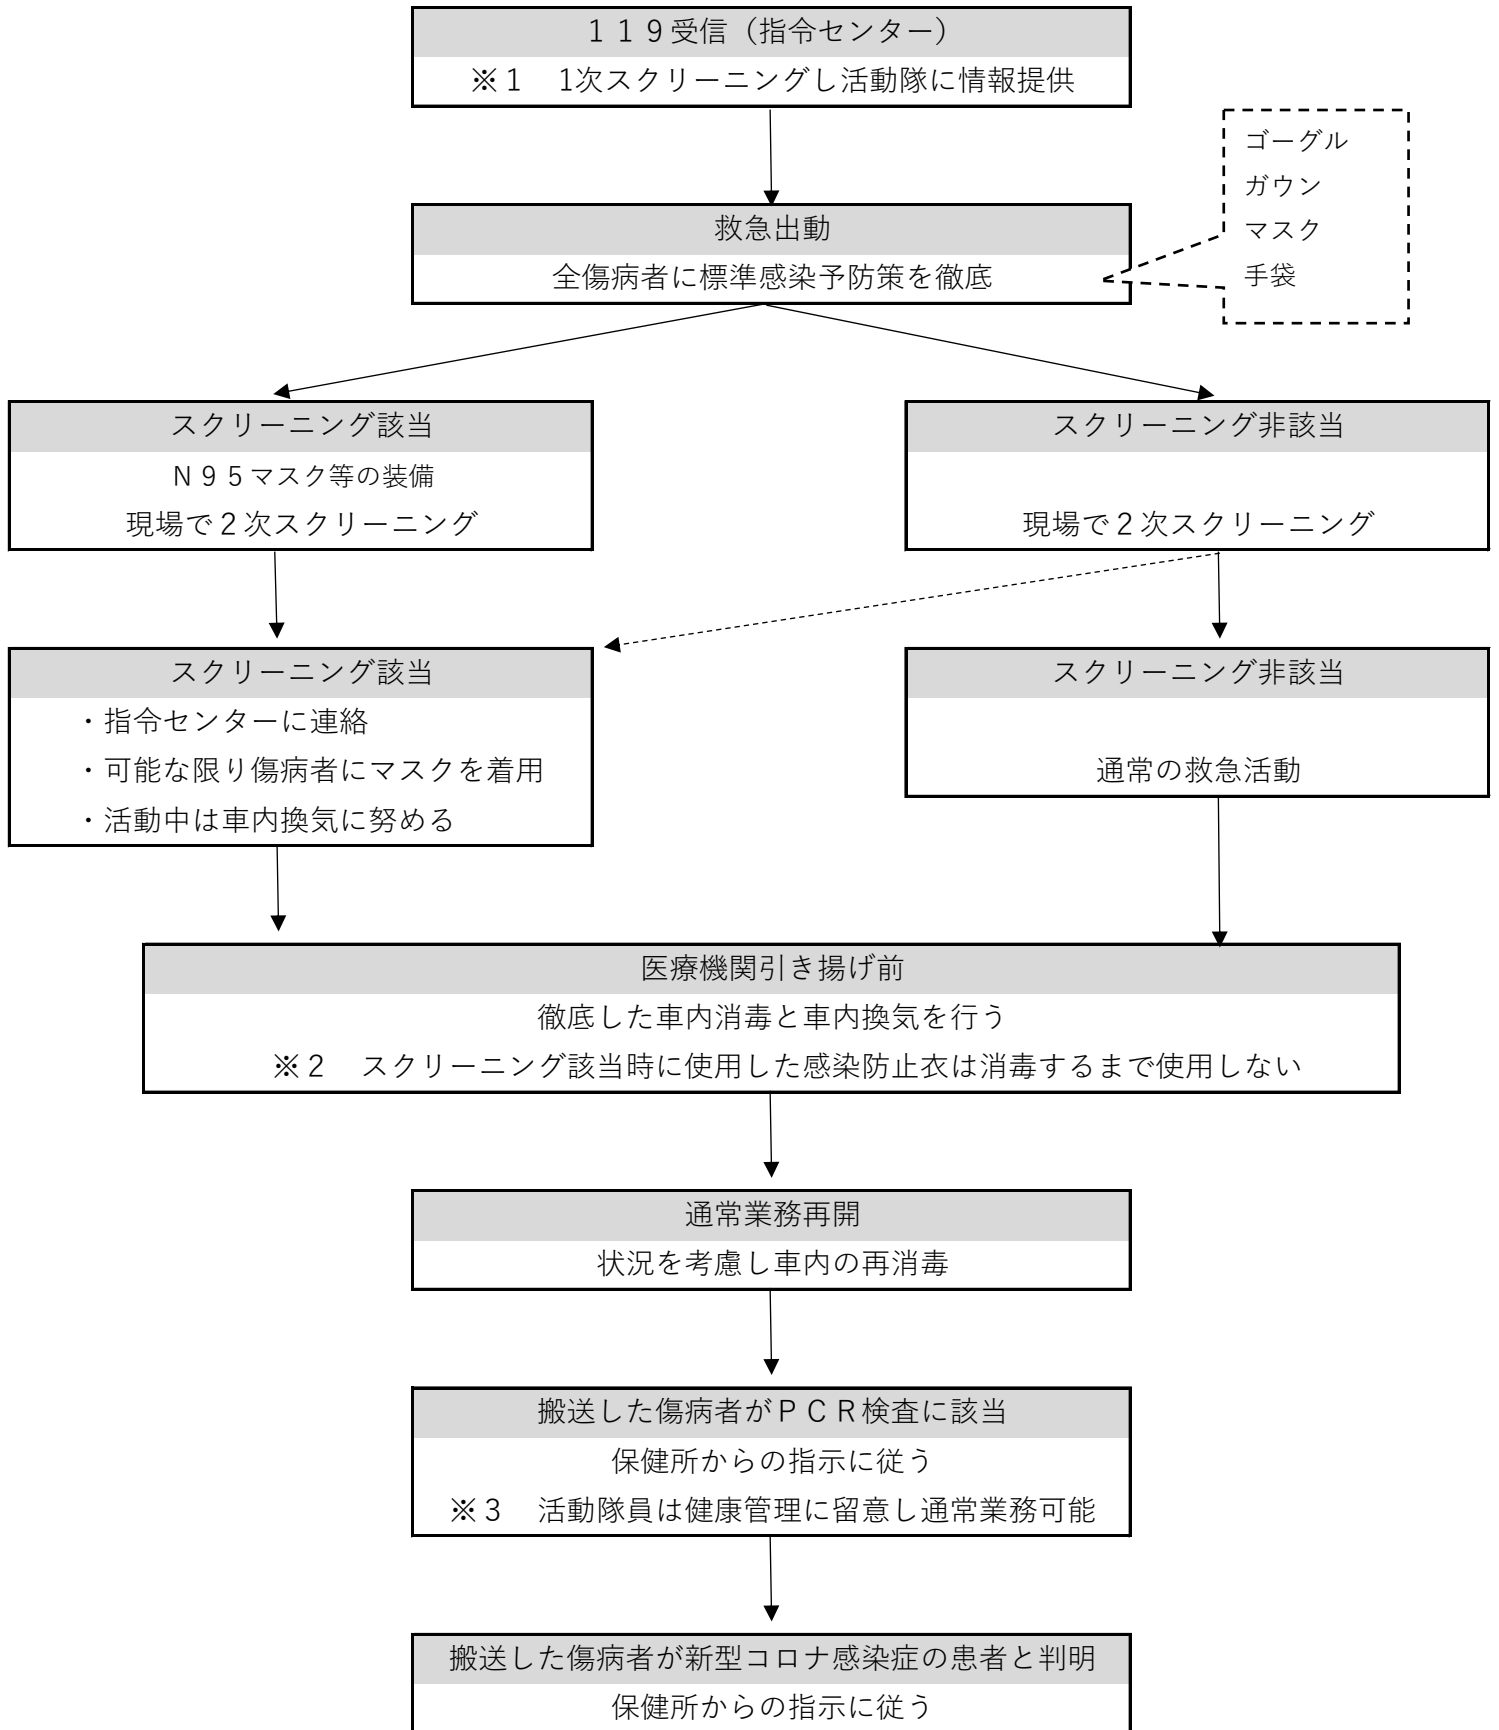 １１９受信（指令センター）
※１　1次スクリーニングし活動隊に情報提供
ゴーグル
ガウン
マスク
手袋
救急出動
全傷病者に標準感染予防策を徹底
スクリーニング該当
Ｎ９５マスク等の装備
現場で２次スクリーニング
スクリーニング非該当
現場で２次スクリーニング
スクリーニング該当
・指令センターに連絡
・可能な限り傷病者にマスクを着用
・活動中は車内換気に努める
スクリーニング非該当
通常の救急活動
医療機関引き揚げ前
徹底した車内消毒と車内換気を行う
※２　スクリーニング該当時に使用した感染防止衣は消毒するまで使用しない
通常業務再開
状況を考慮し車内の再消毒
搬送した傷病者がＰＣＲ検査に該当
保健所からの指示に従う
※３　活動隊員は健康管理に留意し通常業務可能
搬送した傷病者が新型コロナ感染症の患者と判明
保健所からの指示に従う